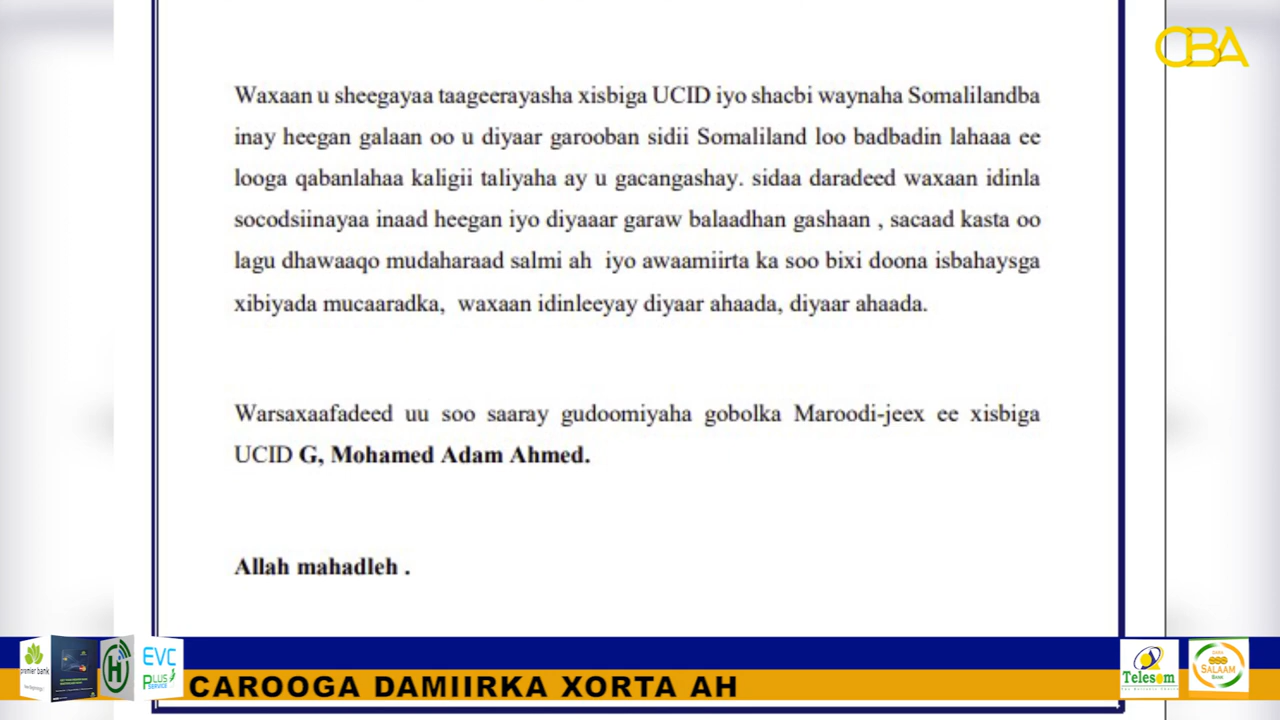 CBA
Waxaan u sheegayaa taageerayasha xisbiga UCID iyo shacbi waynaha Somalilandba
inay heegan galaan oo u diyaar garooban sidii Somaliland loo badbadin lahaaa ee
looga qabanlahaa kaligii taliyaha ay u gacangashay. sidaa daradeed waxaan idinla
socodsiinayaa inaad heegan iyo diyaaar garaw balaadhan gashaan , sacaad kasta oo
lagu dhawaaqo mudaharaad salmi ah iyo awaamiirta ka soo bixi doona isbahaysga
xibiyada mucaaradka, waxaan idinleeyay diyaar ahaada, diyaar ahaada.
Warsaxaafadeed uu soo saaray gudoomiyaha gobolka Maroodi-jeex ee xisbiga
UCID G, Mohamed Adam Ahmed.
Allah mahadleh .
premier bank
H
EVC
PLUS
SERVICE
CAROOGA DAMIIRKA XORTA AH
Telesom
SALAAM
BANK